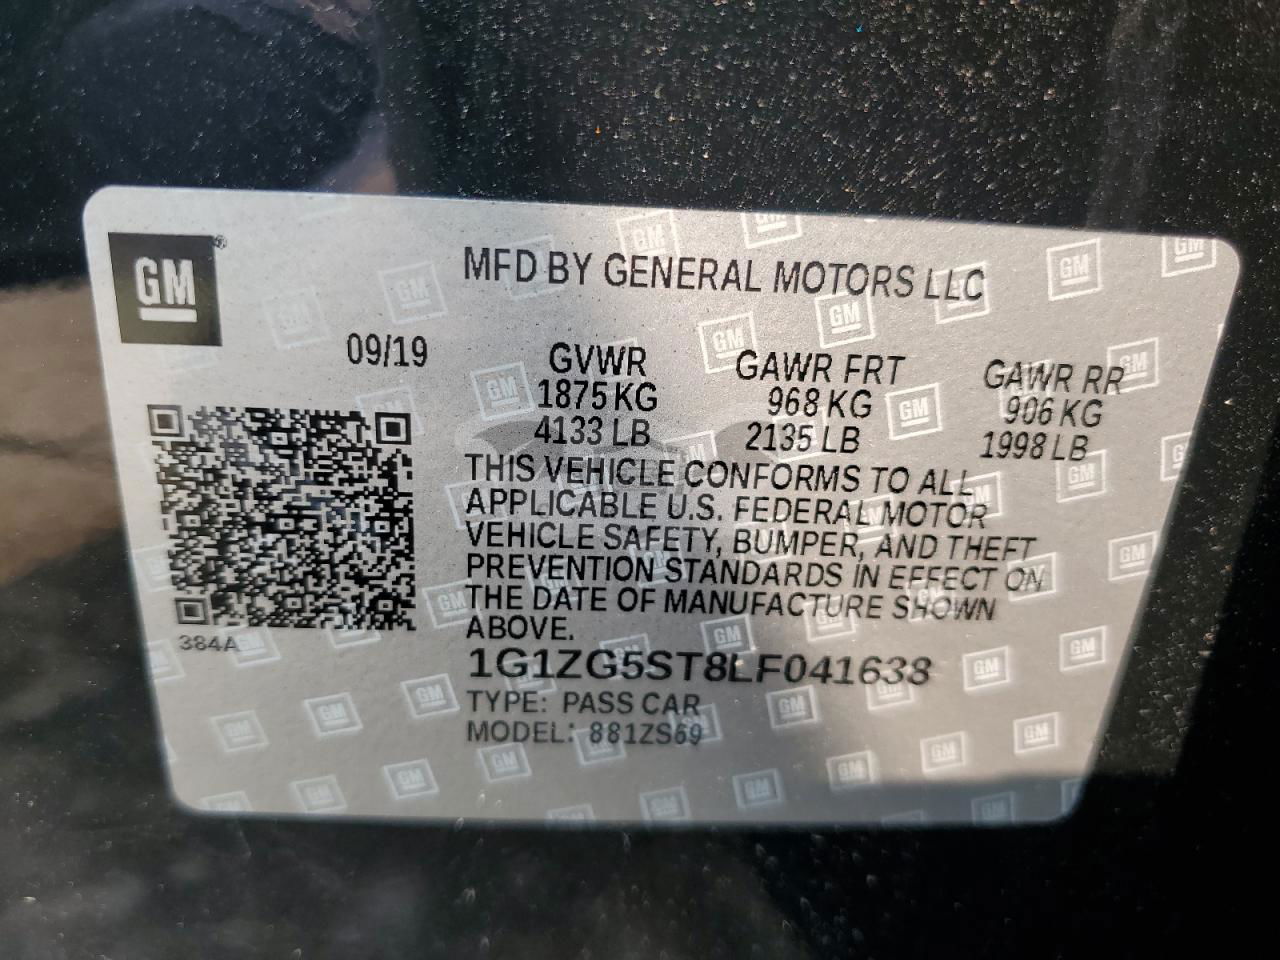 GM
MFD BY GENERAL MOTORS LLC
09/19
GVWR
1875 KG
4133 LB
GAWR FRT
968 KG
2135 LB
GAWR RR
906 KG
1998 LB
THIS VEHICLE CONFORMS TO ALL
APPLICABLE U.S. FEDERAL MOTOR
VEHICLE SAFETY, BUMPER, AND THEFT
PREVENTION STANDARDS IN EFFECT ON
THE DATE OF MANUFACTURE SHOWN
ABOVE.
384A
1G1ZG5ST8LF041638
TYPE: PASS CAR
MODEL: 881ZS69